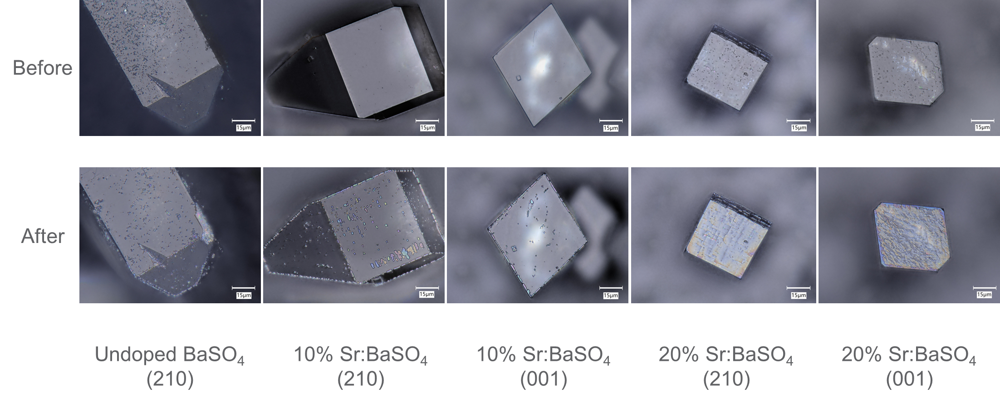 Before
15µm
15µm
15µm
15µm
15µm
After
15µm
15µm
15µm
15µm
15µm
Undoped BaSO₄
(210)
10% Sr:BaSO₄
(210)
10% Sr:BaSO₄
(001)
20% Sr:BaSO₄
(210)
20% Sr:BaSO₄
(001)